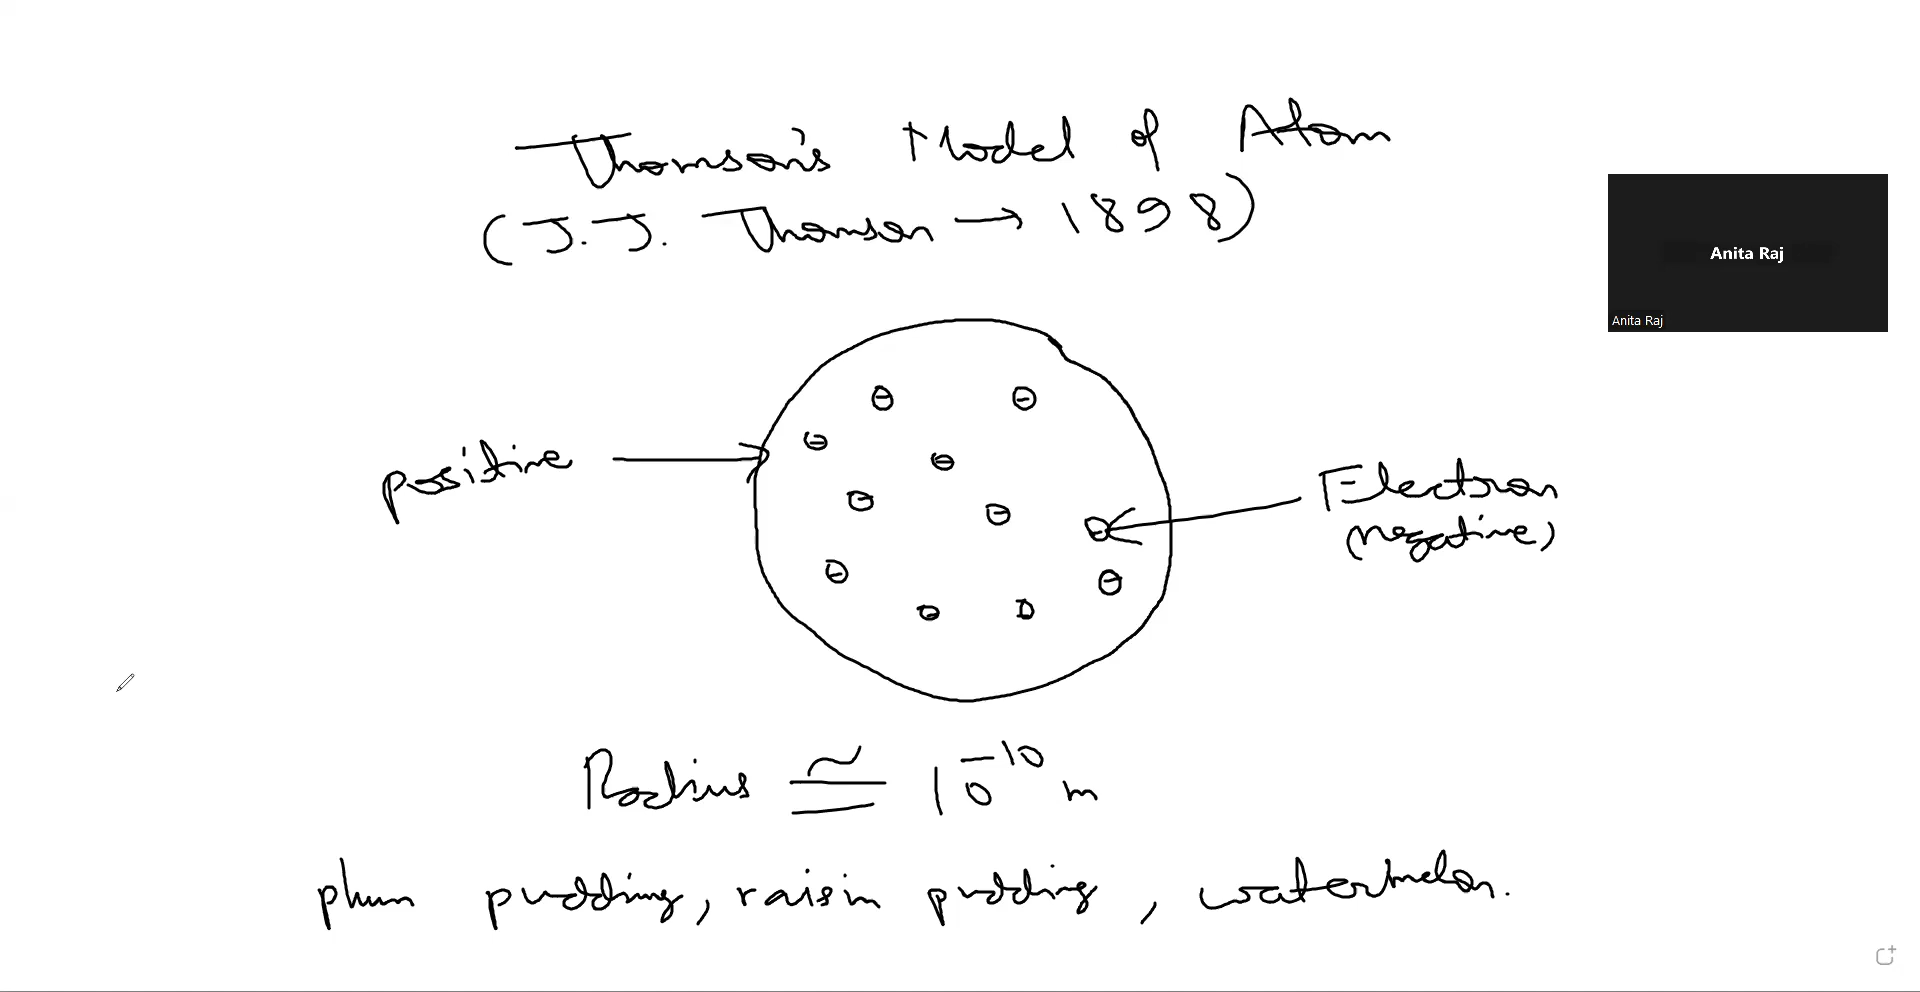 Thomson's Model of Atom
(J.J. Thomson → 1898)
Anita Raj
Anita Raj
positive
Electron
(negative)
Radius ≅ 10⁻¹⁰ m
plum pudding, raisin pudding, watermelon.